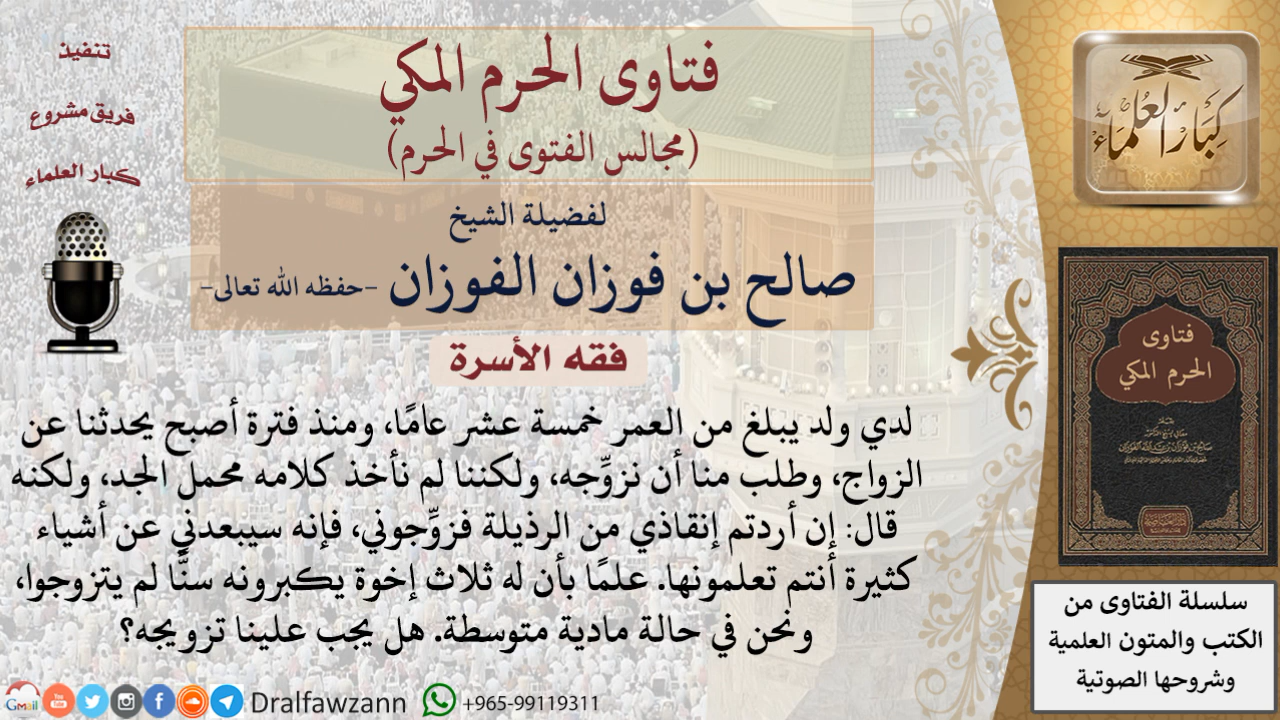 فتاوى الحرم المكي
(مجالس الفتوى في الحرم)
لفضيلة الشيخ
صالح بن فوزان الفوزان -حفظه الله تعالى-
فقه الأسرة
لدي ولد يبلغ من العمر خمسة عشر عامًا، ومنذ فترة أصبح يحدثنا عن
الزواج، وطلب منا أن نزوِّجه، ولكننا لم نأخذ كلامه محمل الجد، ولكنه
قال: إن أردتم إنقاذي من الرذيلة فزوِّجوني، فإنه سيبعدني عن أشياء
كثيرة أنتم تعلمونها. علمًا بأن له ثلاث إخوة يكبرونه سنًّا لم يتزوجوا،
ونحن في حالة مادية متوسطة. هل يجب علينا تزويجه؟
تنفيذ
فريق مشروع
كبار العلماء
كبار العلماء
فتاوى
الحرم المكي
سلسلة الفتاوى من
الكتب والمتون العلمية
وشروحها الصوتية
Gmail
You
Tube
Dralfawzann
+965-99119311